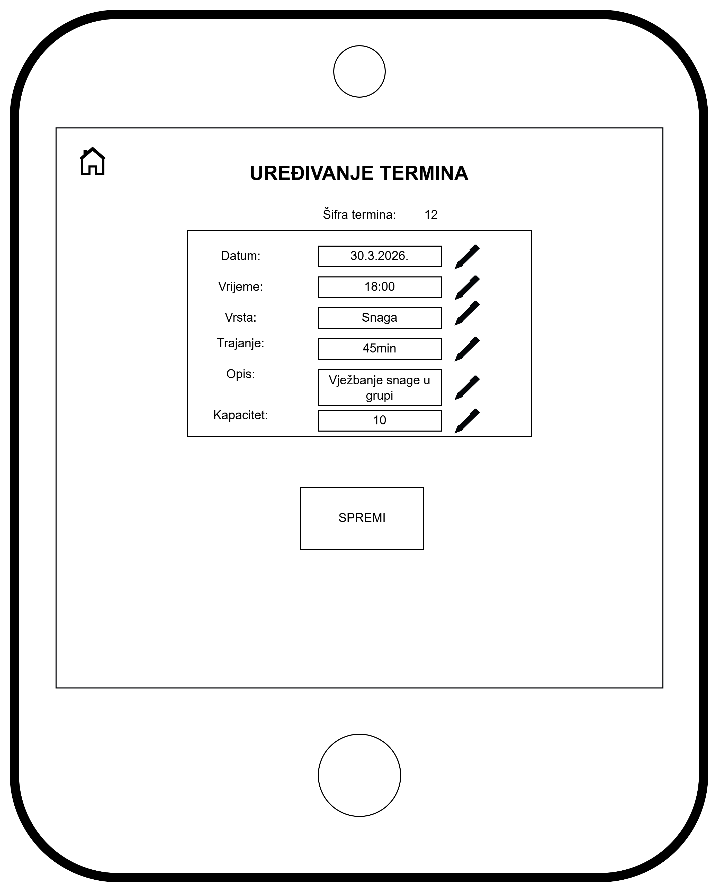 UREĐIVANJE TERMINA
Šifra termina: 12
Datum: 30.3.2026.
Vrijeme: 18:00
Vrsta: Snaga
Trajanje: 45min
Opis: Vježbanje snage u
grupi
Kapacitet: 10
SPREMI